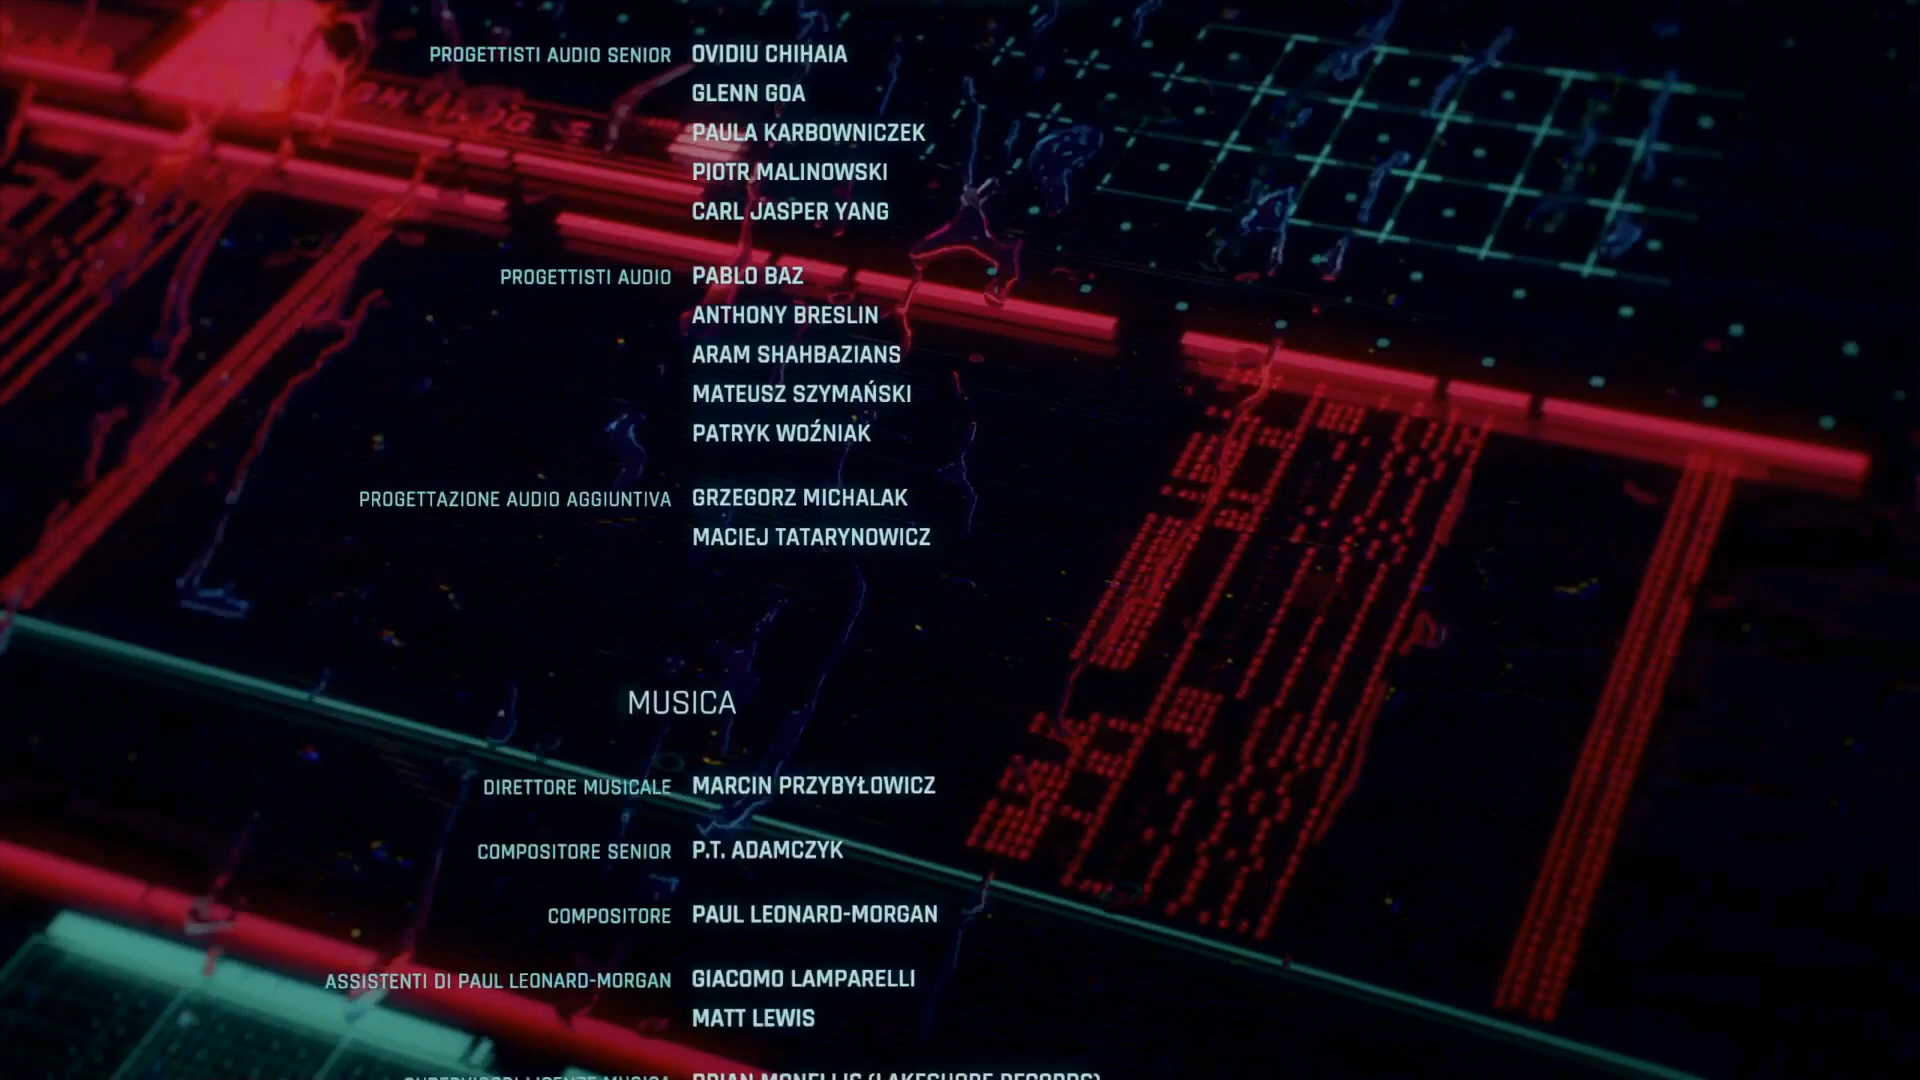 PROGETTISTI AUDIO SENIOR OVIDIU CHIHAIA
GLENN GOA
PAULA KARBOWNICZEK
PIOTR MALINOWSKI
CARL JASPER YANG
PROGETTISTI AUDIO PABLO BAZ
ANTHONY BRESLIN
ARAM SHAHBAZIANS
MATEUSZ SZYMAŃSKI
PATRYK WOŹNIAK
PROGETTAZIONE AUDIO AGGIUNTIVA GRZEGORZ MICHALAK
MACIEJ TATARYNOWICZ
MUSICA
DIRETTORE MUSICALE MARCIN PRZYBYŁOWICZ
COMPOSITORE SENIOR P.T. ADAMCZYK
COMPOSITORE PAUL LEONARD-MORGAN
ASSISTENTI DI PAUL LEONARD-MORGAN GIACOMO LAMPARELLI
MATT LEWIS